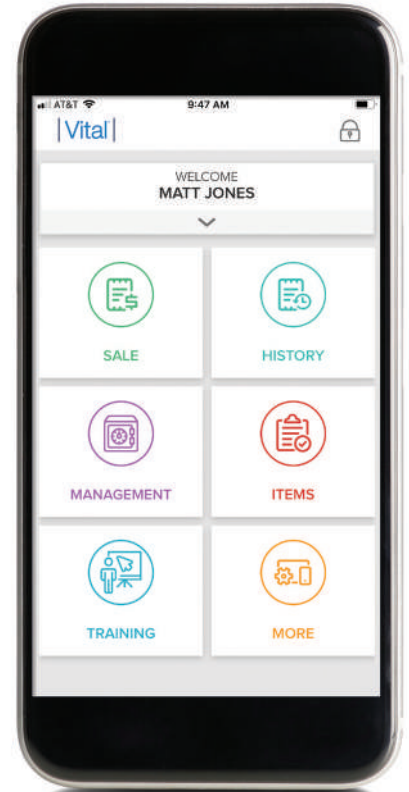 AT&T 9:47 AM
Vital
WELCOME
MATT JONES
SALE HISTORY
MANAGEMENT ITEMS
TRAINING MORE